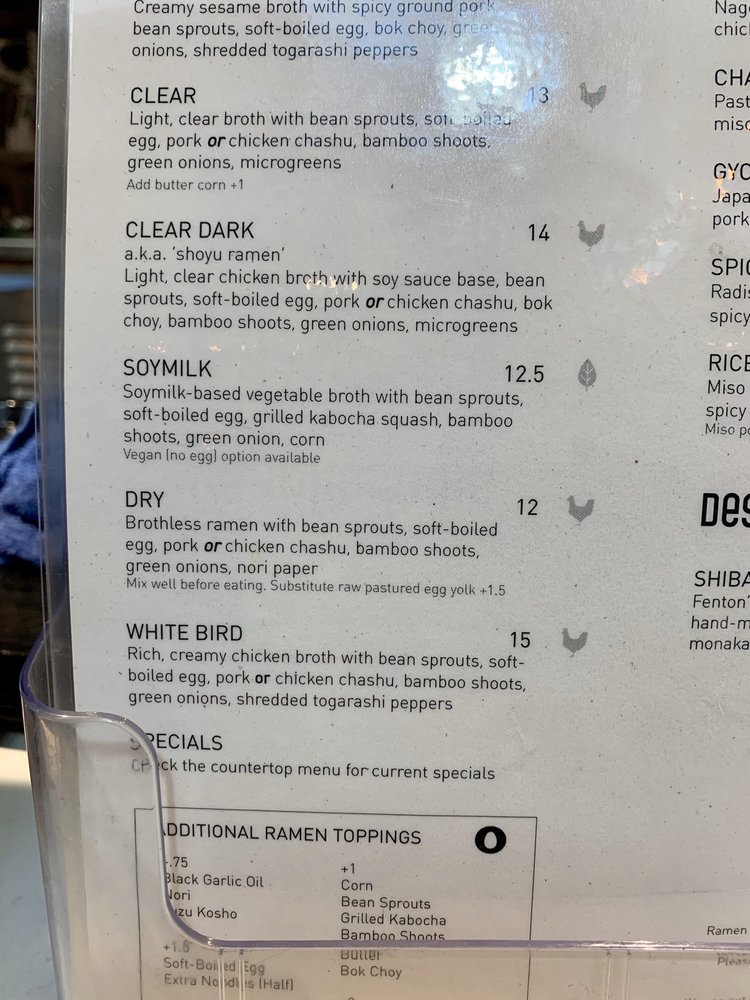 Creamy sesame broth with spicy ground pork,
bean sprouts, soft-boiled egg, bok choy, green
onions, shredded togarashi peppers
CLEAR 13
Light, clear broth with bean sprouts, soft-boiled
egg, pork or chicken chashu, bamboo shoots,
green onions, microgreens
Add butter corn +1
CLEAR DARK 14
a.k.a. 'shoyu ramen'
Light, clear chicken broth with soy sauce base, bean
sprouts, soft-boiled egg, pork or chicken chashu, bok
choy, bamboo shoots, green onions, microgreens
SOYMILK 12.5
Soymilk-based vegetable broth with bean sprouts,
soft-boiled egg, grilled kabocha squash, bamboo
shoots, green onion, corn
Vegan (no egg) option available
DRY 12
Brothless ramen with bean sprouts, soft-boiled
egg, pork or chicken chashu, bamboo shoots,
green onions, nori paper
Mix well before eating. Substitute raw pastured egg yolk +1.5
WHITE BIRD 15
Rich, creamy chicken broth with bean sprouts, soft-
boiled egg, pork or chicken chashu, bamboo shoots,
green onions, shredded togarashi peppers
SPECIALS
Check the countertop menu for current specials
ADDITIONAL RAMEN TOPPINGS
+.75
Black Garlic Oil
Nori
Yuzu Kosho
+1.5
Soft-Boiled Egg
Extra Noodles (Half)
+1
Corn
Bean Sprouts
Grilled Kabocha
Bamboo Shoots
Butter
Bok Choy
Nag
chic
CHA
Past
miso
GYO
Japa
pork
SPIC
Radis
spicy
RICE
Miso
spicy
Miso po
Des
SHIBA
Fenton'
hand-m
monaka
Ramen
Please